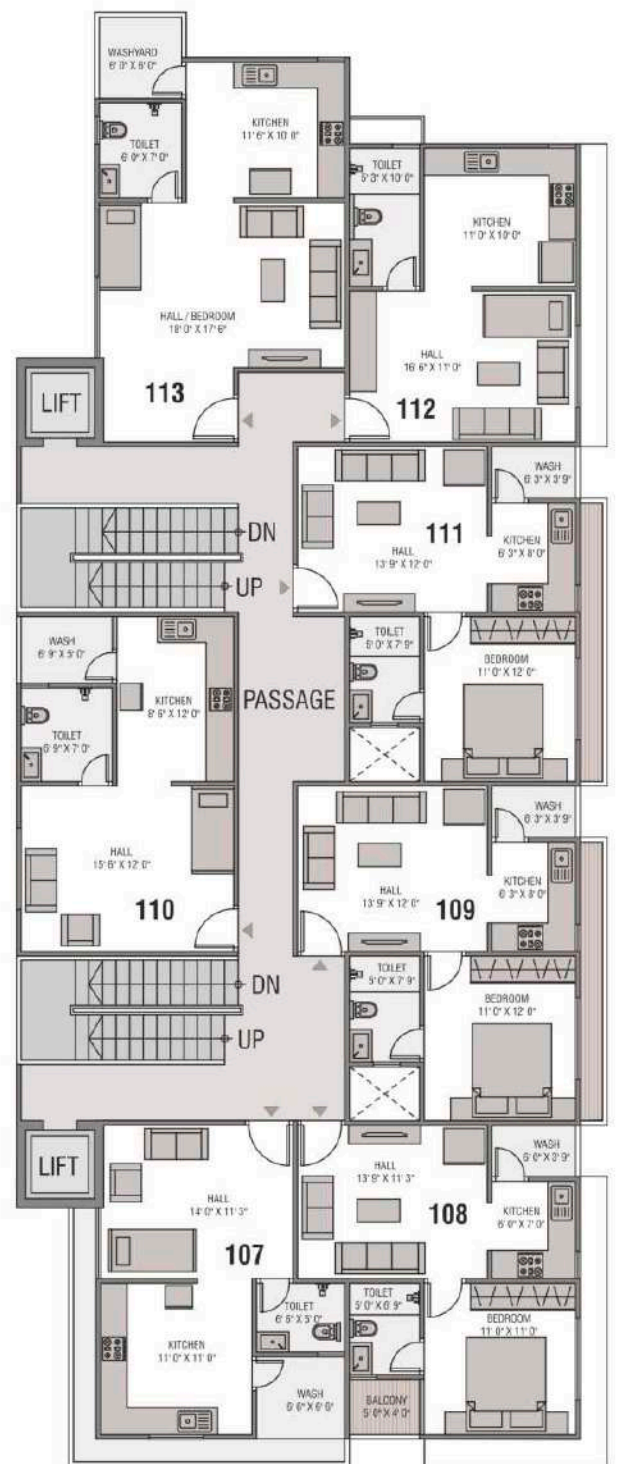 WASHYARD
6'0" X 6'0"
TOILET
6'0" X 7'0"
KITCHEN
11'6" X 10'0"
HALL / BEDROOM
18'0" X 17'6"
113
LIFT
TOILET
5'3" X 10'0"
KITCHEN
11'0" X 10'0"
HALL
16'6" X 11'0"
112
WASH
6'3" X 3'9"
111
HALL
13'9" X 12'0"
KITCHEN
6'3" X 8'0"
DN
UP
TOILET
5'0" X 7'9"
BEDROOM
11'0" X 12'0"
WASH
6'9" X 5'0"
KITCHEN
8'6" X 12'0"
TOILET
6'9" X 7'0"
PASSAGE
HALL
15'6" X 12'0"
110
WASH
6'3" X 3'9"
HALL
13'9" X 12'0"
109
KITCHEN
6'3" X 8'0"
DN
UP
TOILET
5'0" X 7'9"
BEDROOM
11'0" X 12'0"
LIFT
HALL
14'0" X 11'3"
107
HALL
13'9" X 11'3"
108
WASH
6'0" X 3'9"
KITCHEN
6'0" X 7'0"
KITCHEN
11'0" X 11'0"
TOILET
6'6" X 5'0"
WASH
6'6" X 6'6"
TOILET
5'0" X 6'9"
BALCONY
5'0" X 4'0"
BEDROOM
11'0" X 11'0"